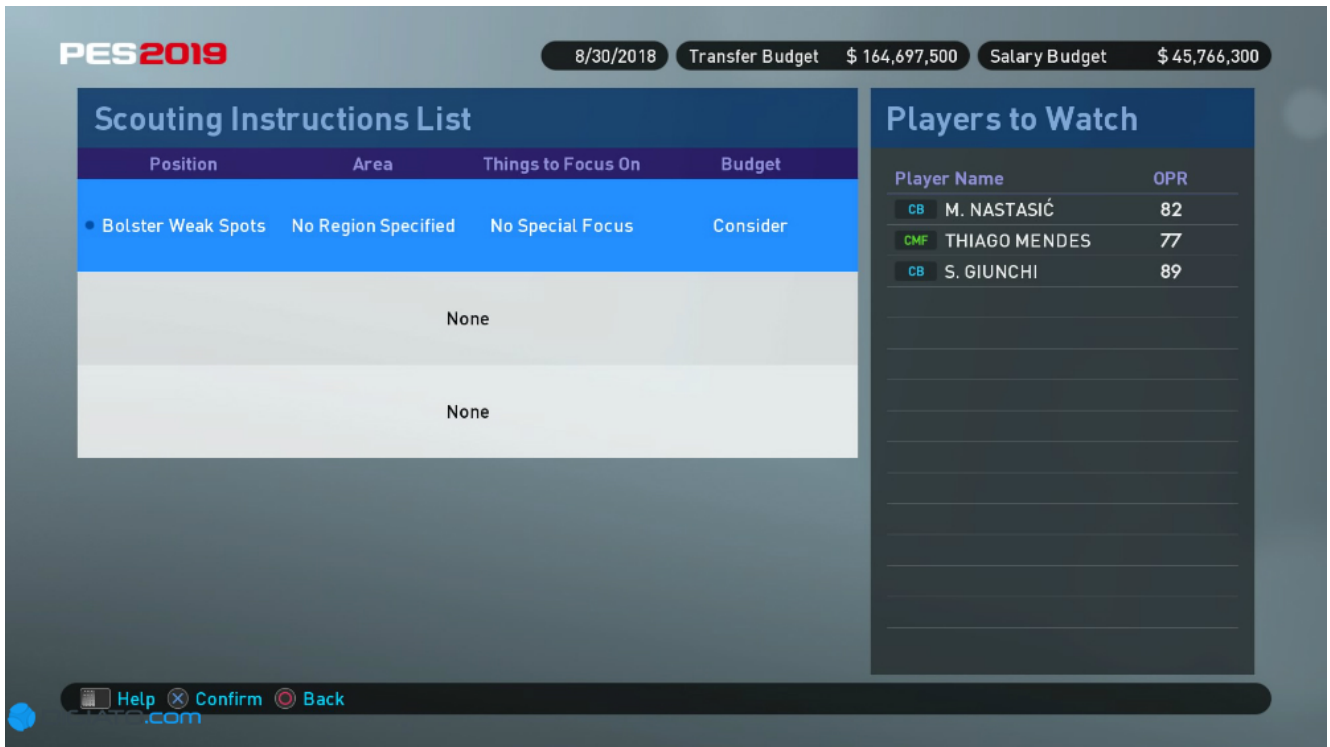 PES2019
8/30/2018 Transfer Budget $ 164,697,500 Salary Budget $ 45,766,300
Scouting Instructions List
Position Area Things to Focus On Budget
Bolster Weak Spots No Region Specified No Special Focus Consider
None
None
Players to Watch
Player Name OPR
CB M. NASTASIĆ 82
CMF THIAGO MENDES 77
CB S. GIUNCHI 89
Help Confirm Back
.com